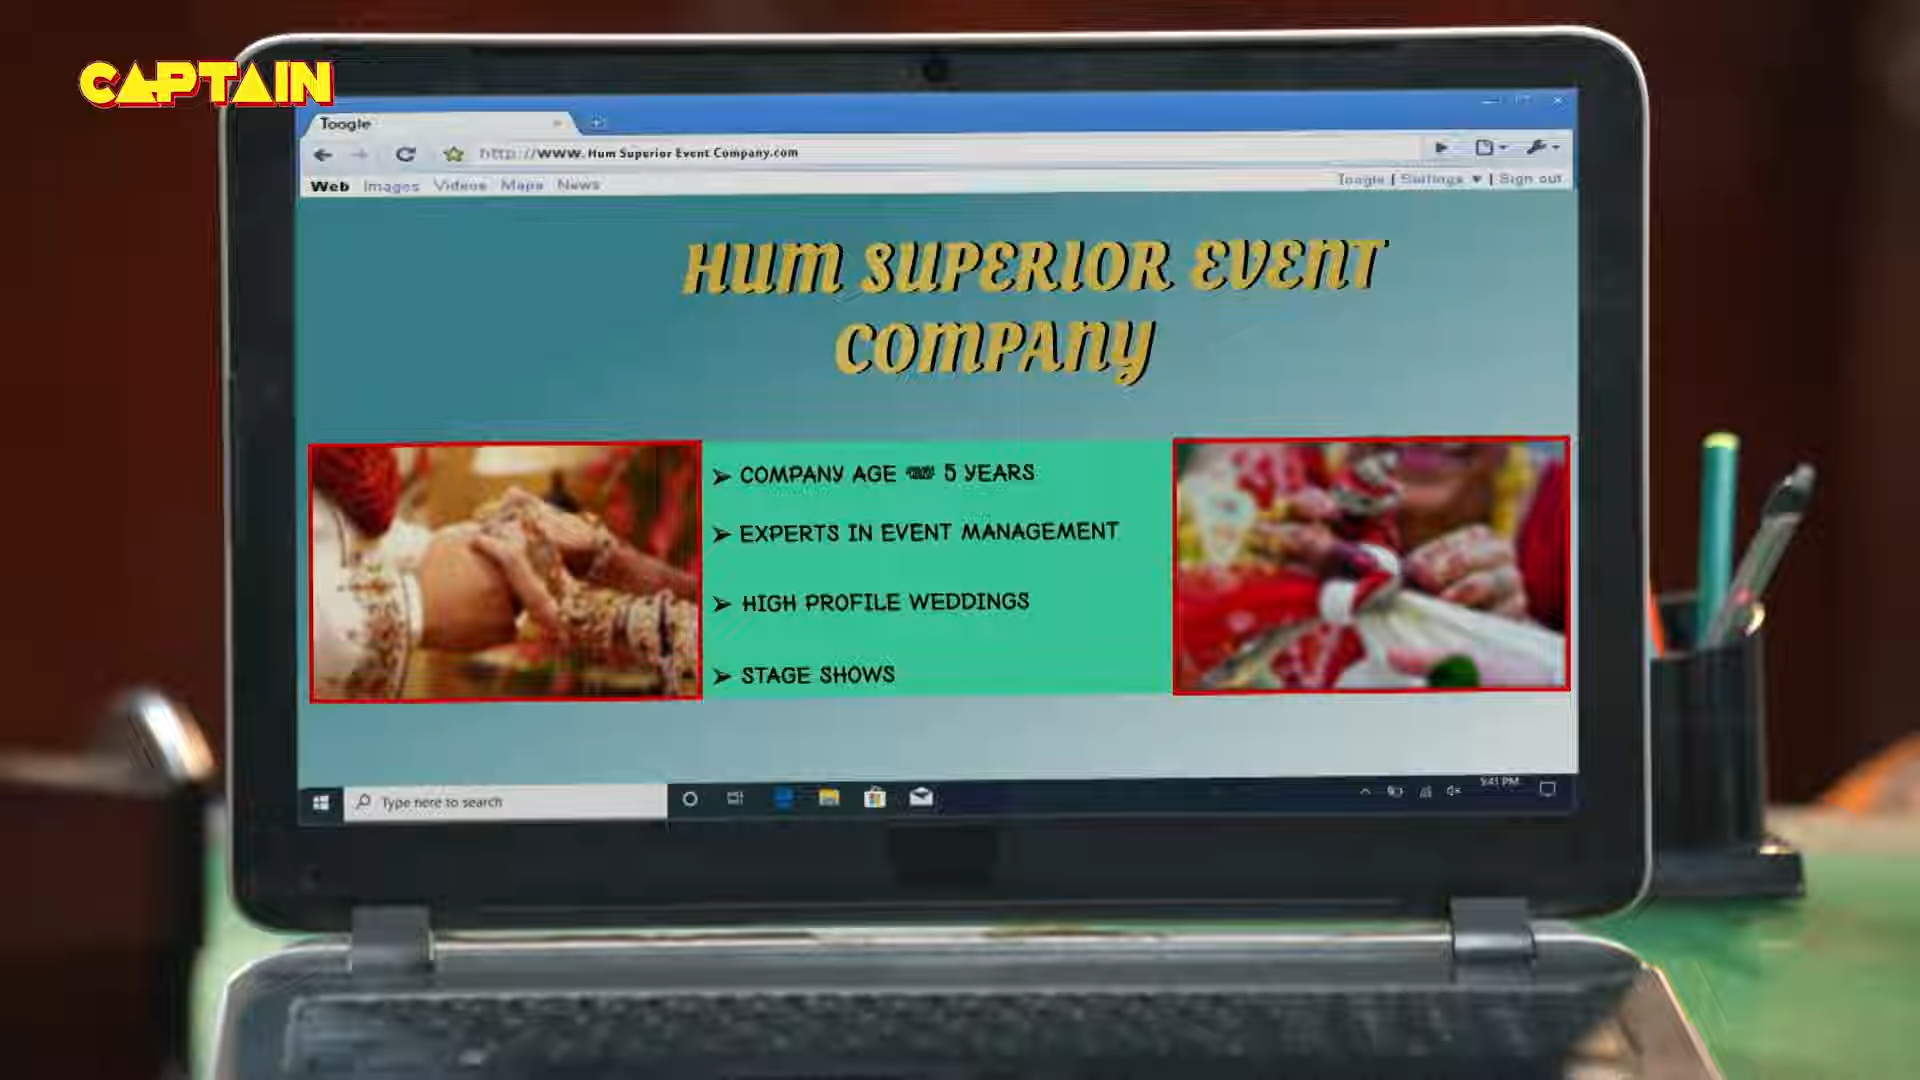 CAPTAIN
Toogle
http://www. Hum Superior Event Company.com
Web Images Videos Maps News
Toogle | Settings ▼ | Sign out
HUM SUPERIOR EVENT
COMPANY
➢ COMPANY AGE 5 YEARS
➢ EXPERTS IN EVENT MANAGEMENT
➢ HIGH PROFILE WEDDINGS
➢ STAGE SHOWS
Type here to search